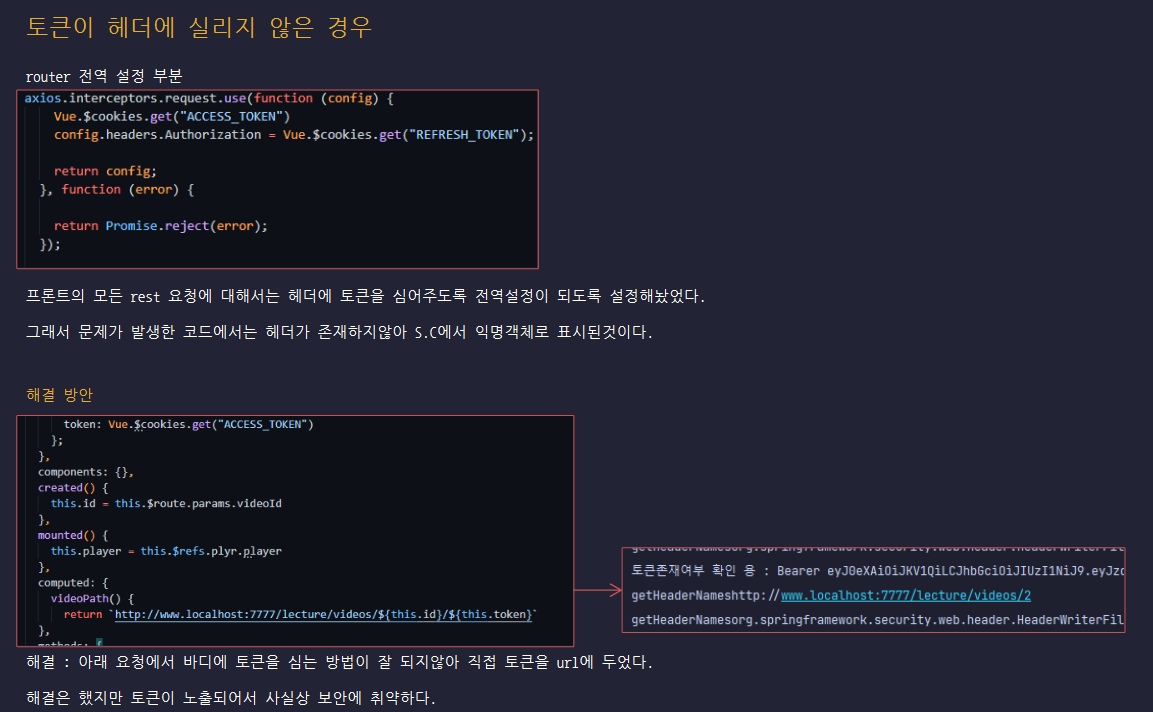 토큰이 헤더에 실리지 않은 경우
router 전역 설정 부분
axios.interceptors.request.use(function (config) {
Vue.$cookies.get("ACCESS_TOKEN")
config.headers.Authorization = Vue.$cookies.get("REFRESH_TOKEN");
return config;
}, function (error) {
return Promise.reject(error);
});
프론트의 모든 rest 요청에 대해서는 헤더에 토큰을 심어주도록 전역설정이 되도록 설정해놨었다.
그래서 문제가 발생한 코드에서는 헤더가 존재하지않아 S.C에서 익명객체로 표시된것이다.
해결 방안
token: Vue.$cookies.get("ACCESS_TOKEN")
};
},
components: {},
created() {
this.id = this.$route.params.videoId
},
mounted() {
this.player = this.$refs.plyr.player
},
computed: {
videoPath() {
return `http://www.localhost:7777/lecture/videos/${this.id}/${this.token}`
},
methods: {
getHeaderNamesorg.springframework.security.web.header.HeaderWriterFil
토큰존재여부 확인 용 : Bearer eyJ0eXAiOiJKV1QiLCJhbGciOiJIUzI1NiJ9.eyJzc
getHeaderNameshttp://www.localhost:7777/lecture/videos/2
getHeaderNamesorg.springframework.security.web.header.HeaderWriterFil
해결 : 아래 요청에서 바디에 토큰을 심는 방법이 잘 되지않아 직접 토큰을 url에 두었다.
해결은 했지만 토큰이 노출되어서 사실상 보안에 취약하다.